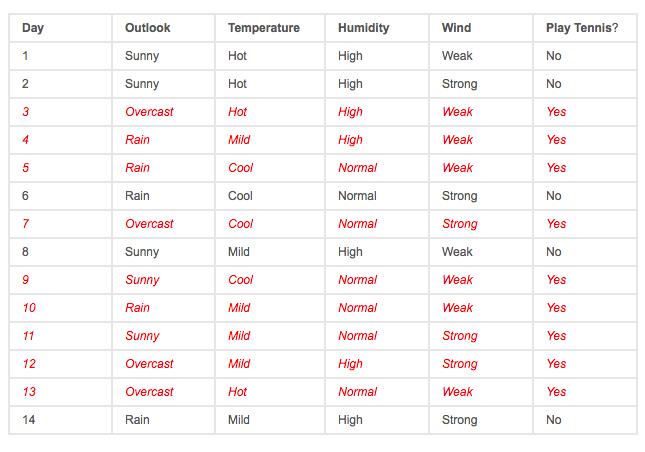 Day Outlook Temperature Humidity Wind Play Tennis?
1 Sunny Hot High Weak No
2 Sunny Hot High Strong No
3 Overcast Hot High Weak Yes
4 Rain Mild High Weak Yes
5 Rain Cool Normal Weak Yes
6 Rain Cool Normal Strong No
7 Overcast Cool Normal Strong Yes
8 Sunny Mild High Weak No
9 Sunny Cool Normal Weak Yes
10 Rain Mild Normal Weak Yes
11 Sunny Mild Normal Strong Yes
12 Overcast Mild High Strong Yes
13 Overcast Hot Normal Weak Yes
14 Rain Mild High Strong No